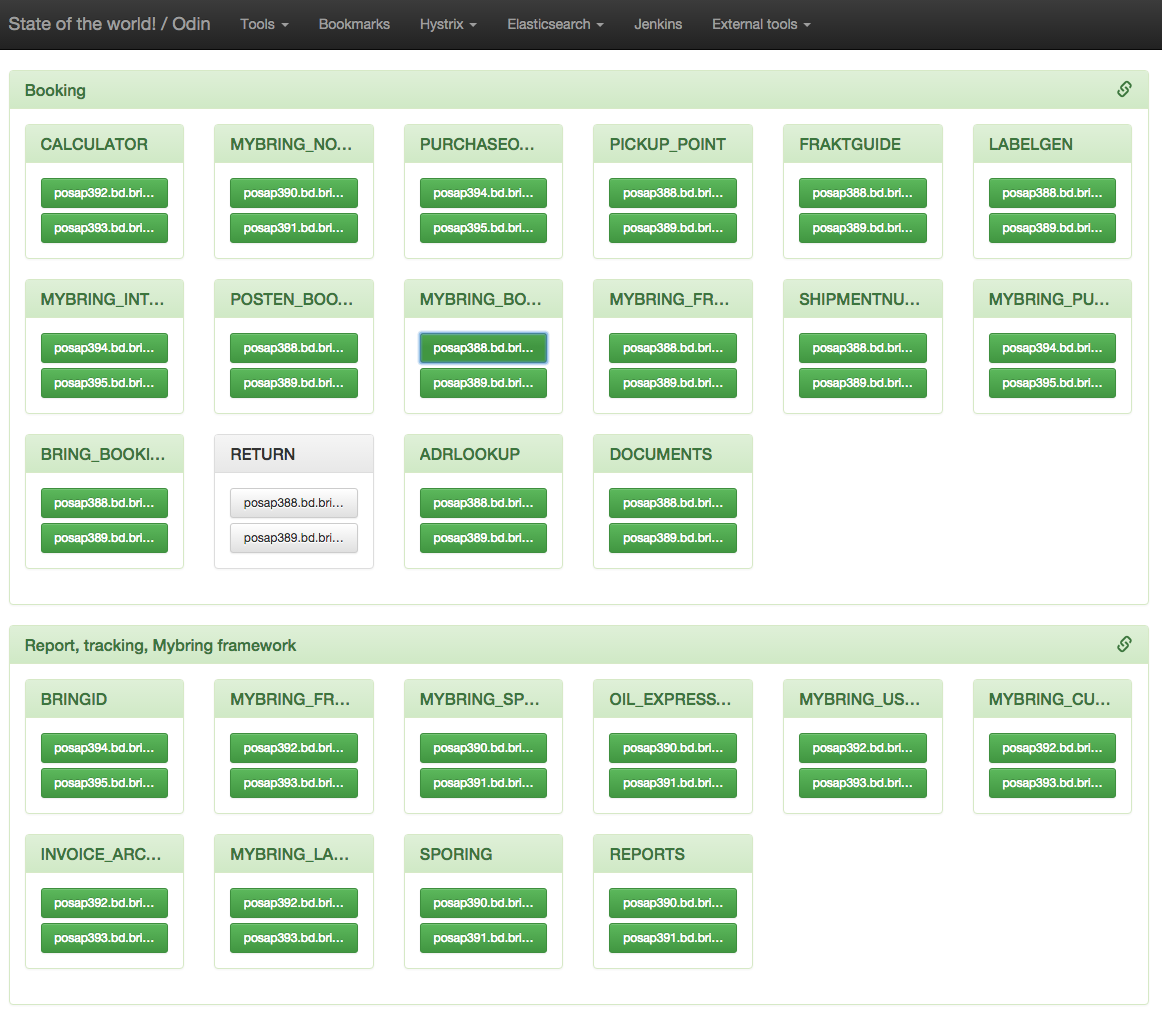 State of the world! / Odin Tools Bookmarks Hystrix Elasticsearch Jenkins External tools
Booking
CALCULATOR MYBRING_NO... PURCHASEO... PICKUP_POINT FRAKTGUIDE LABELGEN
posap392.bd.bri... posap390.bd.bri... posap394.bd.bri... posap388.bd.bri... posap388.bd.bri... posap388.bd.bri...
posap393.bd.bri... posap391.bd.bri... posap395.bd.bri... posap389.bd.bri... posap389.bd.bri... posap389.bd.bri...
MYBRING_INT... POSTEN_BOO... MYBRING_BO... MYBRING_FR... SHIPMENTNU... MYBRING_PU...
posap394.bd.bri... posap388.bd.bri... posap388.bd.bri... posap388.bd.bri... posap388.bd.bri... posap394.bd.bri...
posap395.bd.bri... posap389.bd.bri... posap389.bd.bri... posap389.bd.bri... posap389.bd.bri... posap395.bd.bri...
BRING_BOOKI... RETURN ADRLOOKUP DOCUMENTS
posap388.bd.bri... posap388.bd.bri... posap388.bd.bri... posap388.bd.bri...
posap389.bd.bri... posap389.bd.bri... posap389.bd.bri... posap389.bd.bri...
Report, tracking, Mybring framework
BRINGID MYBRING_FR... MYBRING_SP... OIL_EXPRESS... MYBRING_US... MYBRING_CU...
posap394.bd.bri... posap392.bd.bri... posap390.bd.bri... posap390.bd.bri... posap392.bd.bri... posap392.bd.bri...
posap395.bd.bri... posap393.bd.bri... posap391.bd.bri... posap391.bd.bri... posap393.bd.bri... posap393.bd.bri...
INVOICE_ARC... MYBRING_LA... SPORING REPORTS
posap392.bd.bri... posap392.bd.bri... posap390.bd.bri... posap390.bd.bri...
posap393.bd.bri... posap393.bd.bri... posap391.bd.bri... posap391.bd.bri...